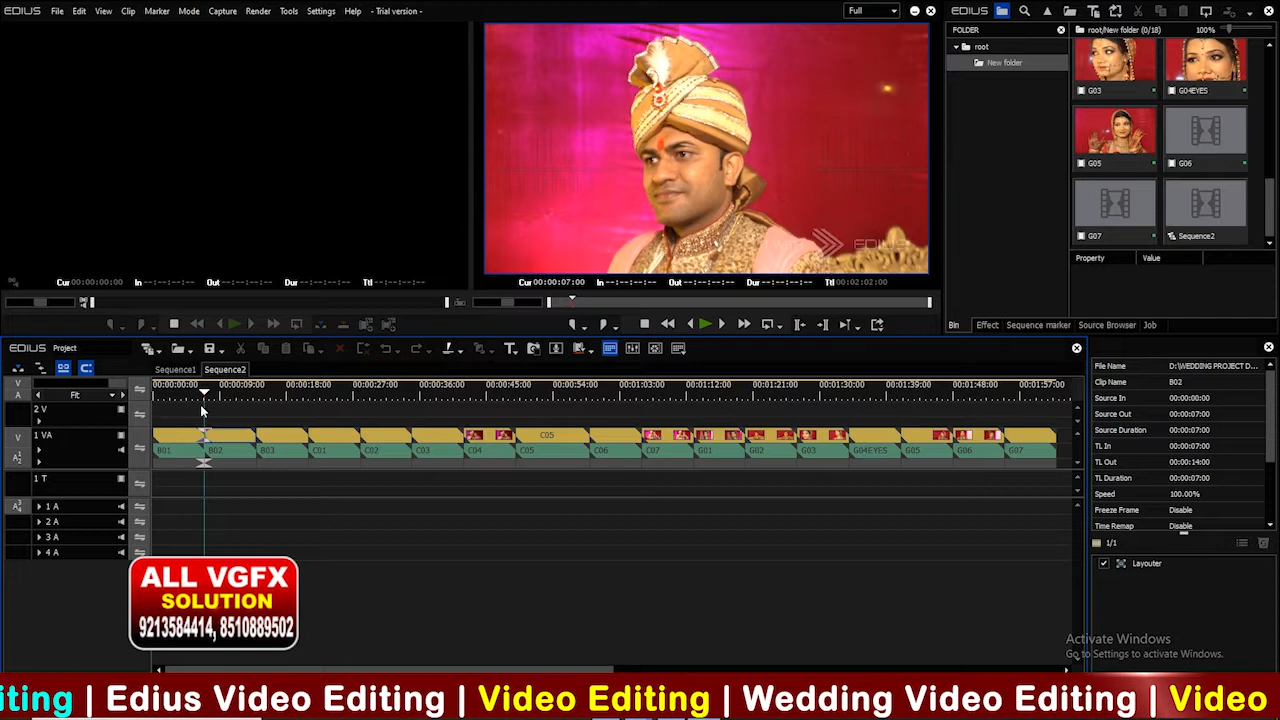 EDIUS File Edit View Clip Marker Mode Capture Render Tools Settings Help - Trial version -
Full
EDIUS
FOLDER
root/New folder (0/18) 100%
root
New folder
G03 G04EYES
G05 G06
G07 Sequence2
EDIUS
Cur 00:00:00:00 In --:--:--:-- Out --:--:--:-- Dur --:--:--:-- Ttl --:--:--:--
Cur 00:00:07:00 In --:--:--:-- Out --:--:--:-- Dur --:--:--:-- Ttl 00:02:02:00
Property Value
Bin Effect Sequence marker Source Browser Job
EDIUS Project
Sequence1 Sequence2
V
A
Fit
00:00:00:00 00:00:09:00 00:00:18:00 00:00:27:00 00:00:36:00 00:00:45:00 00:00:54:00 00:01:03:00 00:01:12:00 00:01:21:00 00:01:30:00 00:01:39:00 00:01:48:00 00:01:57:00
2 V
V 1 VA
C05
A 1 2
B01 B02 B03 C01 C02 C03 C04 C05 C06 C07 G01 G02 G03 G04EYES G05 G06 G07
1 T
A 3 4 1 A
2 A
3 A
4 A
File Name D:\WEDDING PROJECT D...
Clip Name B02
Source In 00:00:00:00
Source Out 00:00:07:00
Source Duration 00:00:07:00
TL In 00:00:07:00
TL Out 00:00:14:00
TL Duration 00:00:07:00
Speed 100.00%
Freeze Frame Disable
Time Remap Disable
1/1
Layouter
ALL VGFX
SOLUTION
9213584414, 8510889502
Activate Windows
Go to Settings to activate Windows.
iting | Edius Video Editing | Video Editing | Wedding Video Editing | Video